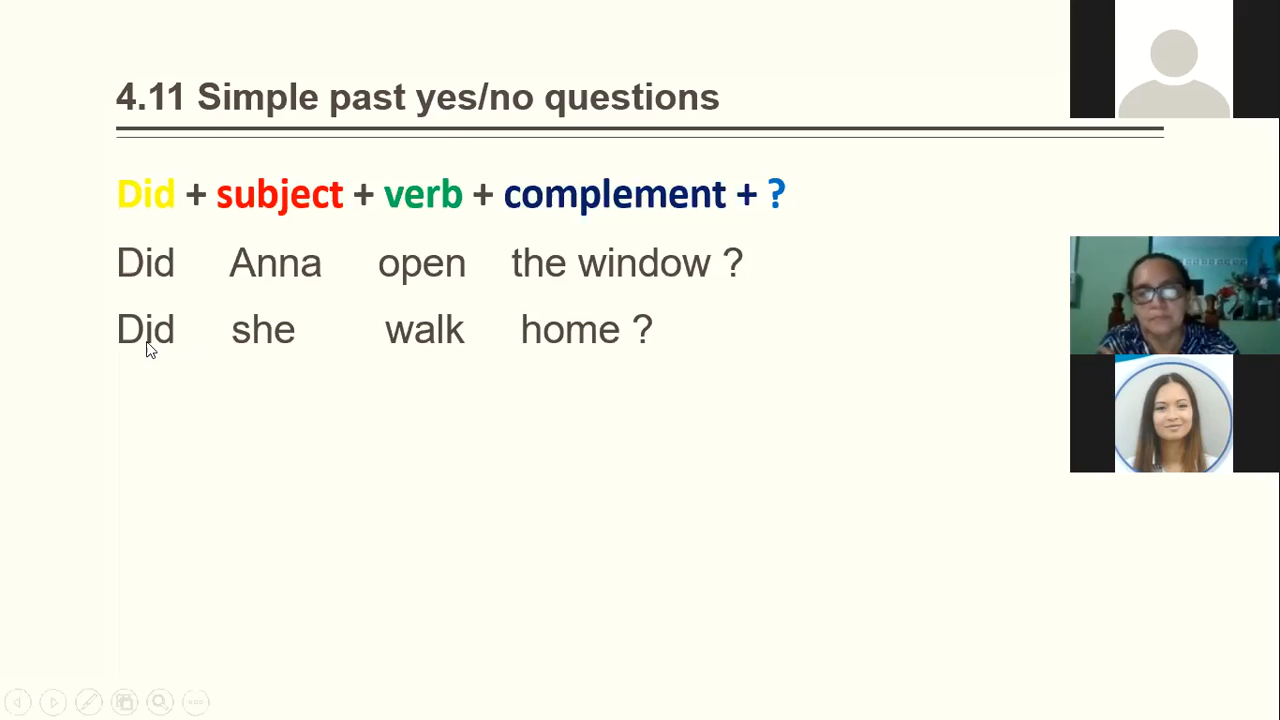 4.11 Simple past yes/no questions
Did + subject + verb + complement + ?
Did Anna open the window ?
Did she walk home ?